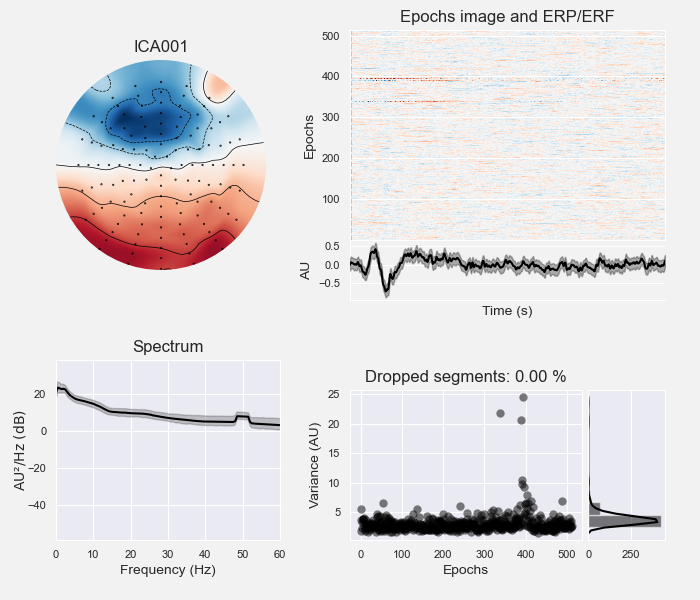 ICA001
Epochs image and ERP/ERF
Epochs
500
400
300
200
100
AU
0.5
0.0
−0.5
Time (s)
Spectrum
AU²/Hz (dB)
20
0
−20
−40
0 10 20 30 40 50 60
Frequency (Hz)
Dropped segments: 0.00 %
Variance (AU)
25
20
15
10
5
0 100 200 300 400 500
Epochs
0 250